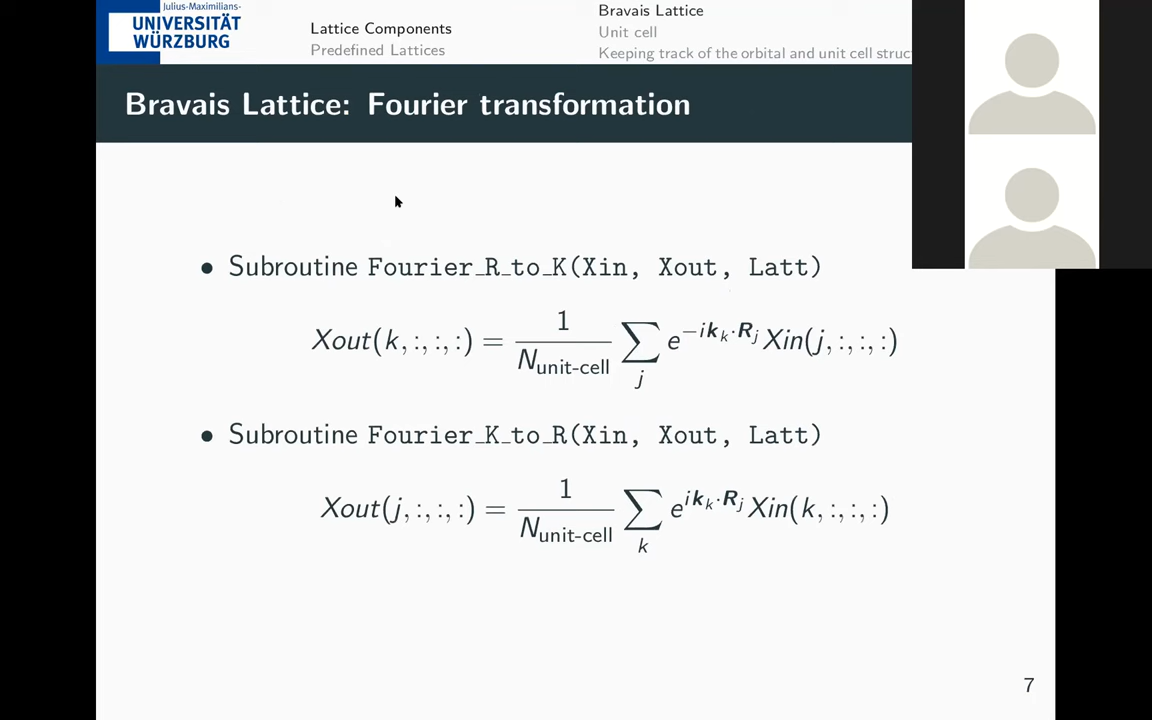 Julius-Maximilians-
UNIVERSITÄT
WÜRZBURG
Lattice Components
Predefined Lattices
Bravais Lattice
Unit cell
Keeping track of the orbital and unit cell struc
Bravais Lattice: Fourier transformation
• Subroutine Fourier_R_to_K(Xin, Xout, Latt)
Xout(k,:,:,:) = 1/N_unit-cell ∑_j e^{-i𝒌_k·𝑹_j} Xin(j,:,:,:)
• Subroutine Fourier_K_to_R(Xin, Xout, Latt)
Xout(j,:,:,:) = 1/N_unit-cell ∑_k e^{i𝒌_k·𝑹_j} Xin(k,:,:,:)
7